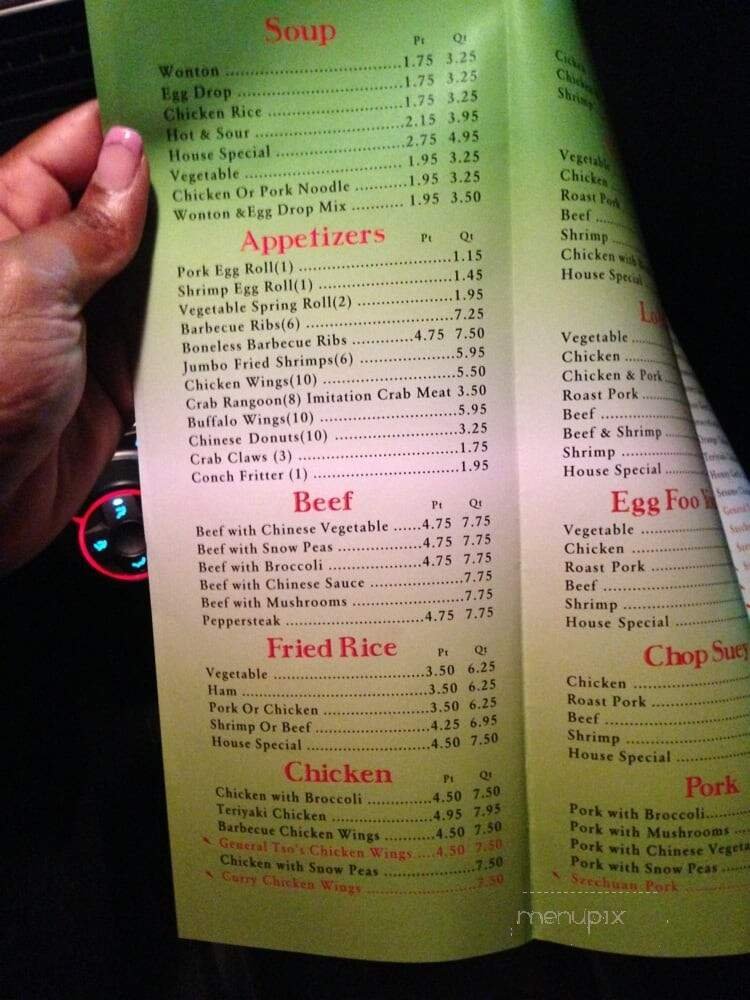 Soup
Pt Qt
Wonton 1.75 3.25
Egg Drop 1.75 3.25
Chicken Rice 1.75 3.25
Hot & Sour 2.15 3.95
House Special 2.75 4.95
Vegetable 1.95 3.25
Chicken Or Pork Noodle 1.95 3.25
Wonton &Egg Drop Mix 1.95 3.50
Appetizers Pt Qt
Pork Egg Roll(1) 1.15
Shrimp Egg Roll(1) 1.45
Vegetable Spring Roll(2) 1.95
Barbecue Ribs(6) 7.25
Boneless Barbecue Ribs 4.75 7.50
Jumbo Fried Shrimps(6) 5.95
Chicken Wings(10) 5.50
Crab Rangoon(8) Imitation Crab Meat 3.50
Buffalo Wings(10) 5.95
Chinese Donuts(10) 3.25
Crab Claws (3) 1.75
Conch Fritter (1) 1.95
Beef Pt Qt
Beef with Chinese Vegetable 4.75 7.75
Beef with Snow Peas 4.75 7.75
Beef with Broccoli 4.75 7.75
Beef with Chinese Sauce 7.75
Beef with Mushrooms 7.75
Peppersteak 4.75 7.75
Fried Rice Pt Qt
Vegetable 3.50 6.25
Ham 3.50 6.25
Pork Or Chicken 3.50 6.25
Shrimp Or Beef 4.25 6.95
House Special 4.50 7.50
Chicken Pt Qt
Chicken with Broccoli 4.50 7.50
Teriyaki Chicken 4.95 7.95
Barbecue Chicken Wings 4.50 7.50
General Tso's Chicken Wings 4.50 7.50
Chicken with Snow Peas 7.50
Curry Chicken Wings 7.50
Shrimp
Vegetable
Chicken
Roast Pork
Beef
Shrimp
Chicken with
House Special
Vegetable
Chicken
Chicken & Pork
Roast Pork
Beef
Beef & Shrimp
Shrimp
House Special
Egg Foo
Vegetable
Chicken
Roast Pork
Beef
Shrimp
House Special
Chop Suey
Chicken
Roast Pork
Beef
Shrimp
House Special
Pork
Pork with Broccoli
Pork with Mushrooms
Pork with Chinese Vegeta
Pork with Snow Peas
Szechuan Pork
menupix